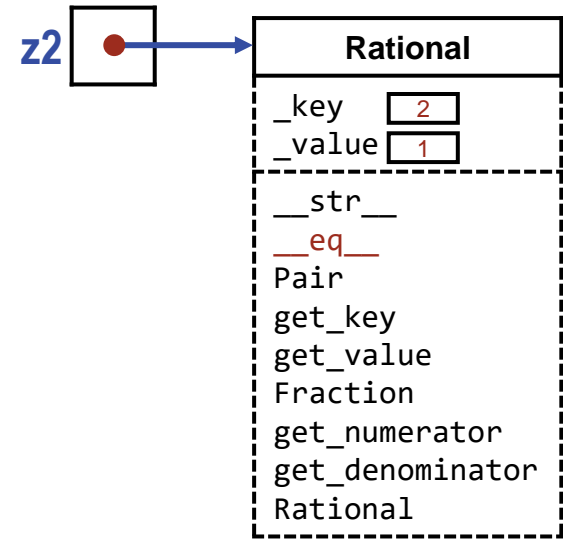 z2
Rational
_key 2
_value 1
__str__
__eq__
Pair
get_key
get_value
Fraction
get_numerator
get_denominator
Rational